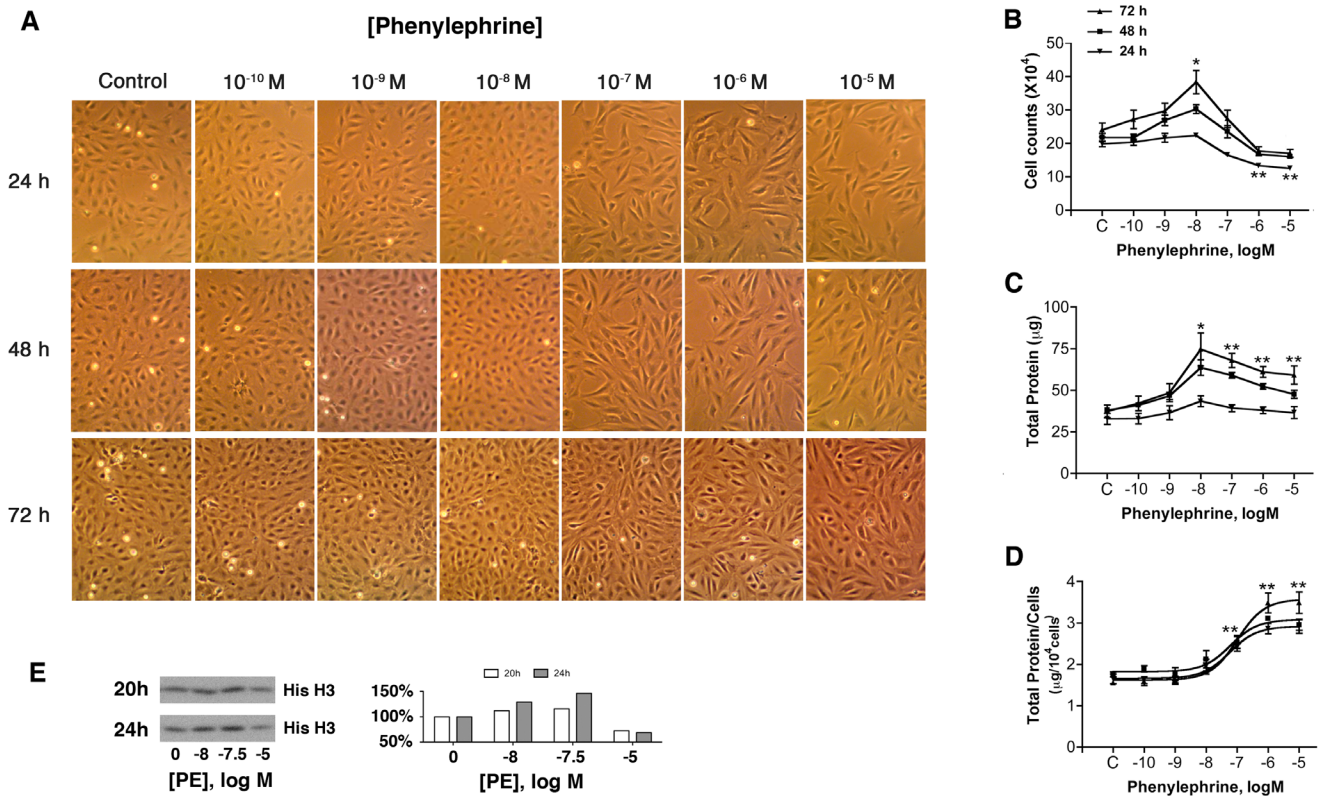 A
[Phenylephrine]
Control 10⁻¹⁰ M 10⁻⁹ M 10⁻⁸ M 10⁻⁷ M 10⁻⁶ M 10⁻⁵ M
24 h
48 h
72 h
B
72 h
48 h
24 h
Cell counts (X10⁴)
50
40
30
20
10
0
*
** **
C -10 -9 -8 -7 -6 -5
Phenylephrine, logM
C
Total Protein (µg)
100
75
50
25
0
* ** ** **
C -10 -9 -8 -7 -6 -5
Phenylephrine, logM
D
Total Protein/Cells
(µg/10⁴cells)
4
3
2
1
0
** ** **
C -10 -9 -8 -7 -6 -5
Phenylephrine, logM
E
20h His H3
24h His H3
0 -8 -7.5 -5
[PE], log M
20h 24h
150%
100%
50%
0 -8 -7.5 -5
[PE], log M